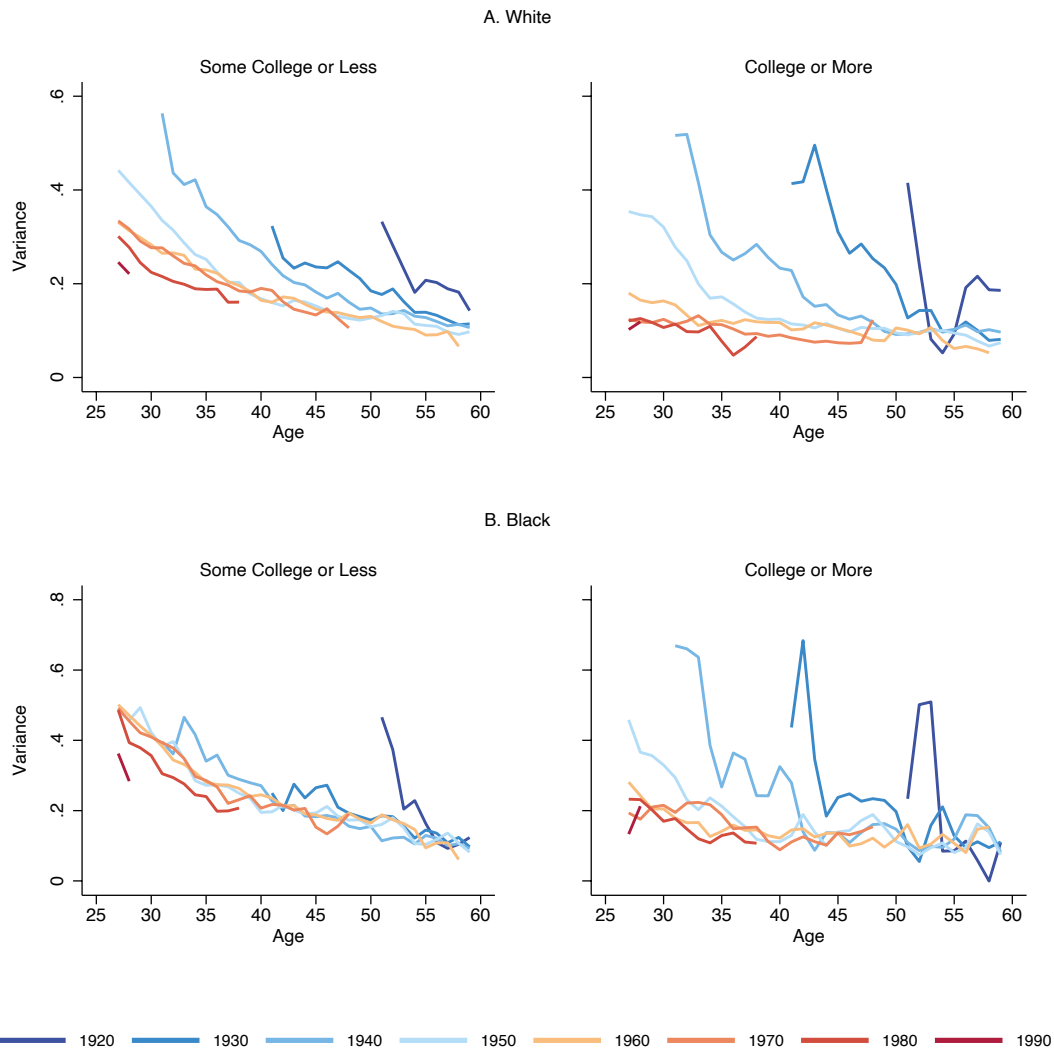 A. White
Some College or Less
College or More
Variance
.6
.4
.2
0
25 30 35 40 45 50 55 60
Age
25 30 35 40 45 50 55 60
Age
B. Black
Some College or Less
College or More
Variance
.8
.6
.4
.2
0
25 30 35 40 45 50 55 60
Age
25 30 35 40 45 50 55 60
Age
1920 1930 1940 1950 1960 1970 1980 1990